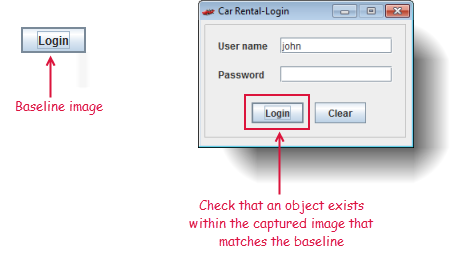 Login
Baseline image
Car Rental-Login
User name john
Password
Login Clear
Check that an object exists
within the captured image that
matches the baseline